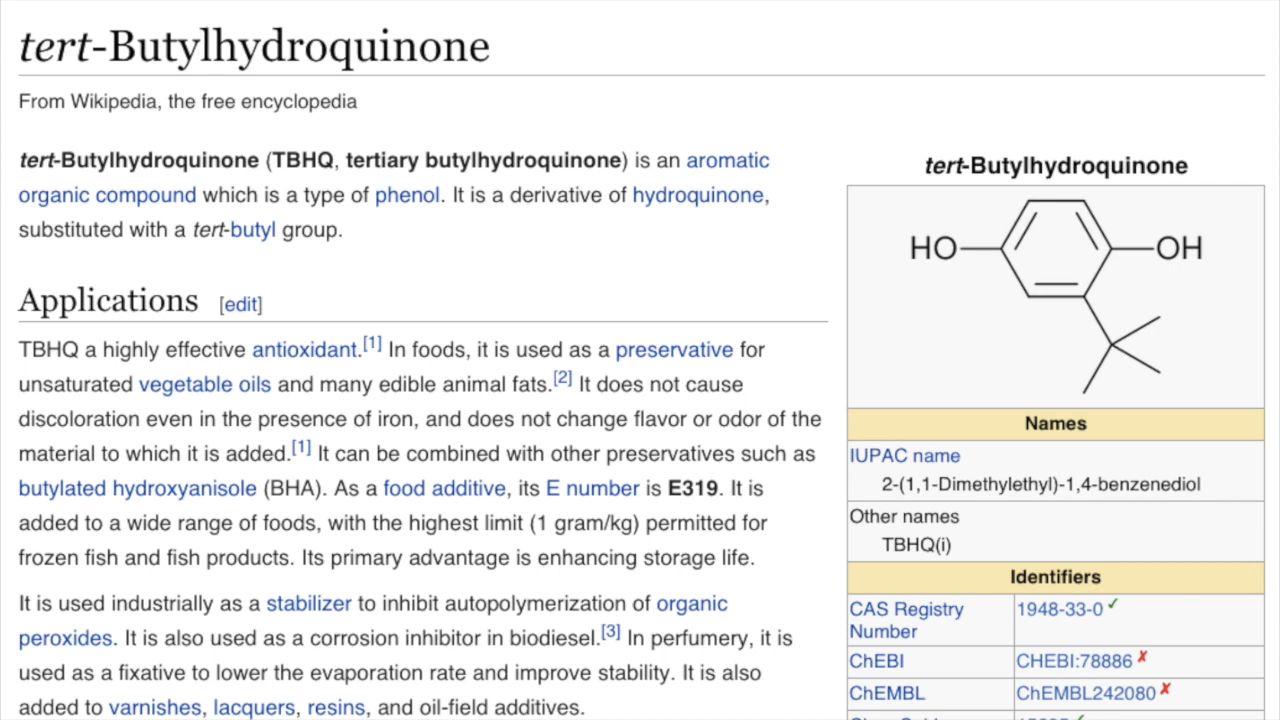 tert-Butylhydroquinone
From Wikipedia, the free encyclopedia
tert-Butylhydroquinone (TBHQ, tertiary butylhydroquinone) is an aromatic
organic compound which is a type of phenol. It is a derivative of hydroquinone,
substituted with a tert-butyl group.
Applications [edit]
TBHQ a highly effective antioxidant.[1] In foods, it is used as a preservative for
unsaturated vegetable oils and many edible animal fats.[2] It does not cause
discoloration even in the presence of iron, and does not change flavor or odor of the
material to which it is added.[1] It can be combined with other preservatives such as
butylated hydroxyanisole (BHA). As a food additive, its E number is E319. It is
added to a wide range of foods, with the highest limit (1 gram/kg) permitted for
frozen fish and fish products. Its primary advantage is enhancing storage life.
It is used industrially as a stabilizer to inhibit autopolymerization of organic
peroxides. It is also used as a corrosion inhibitor in biodiesel.[3] In perfumery, it is
used as a fixative to lower the evaporation rate and improve stability. It is also
added to varnishes, lacquers, resins, and oil-field additives.
tert-Butylhydroquinone
HO OH
Names
IUPAC name
2-(1,1-Dimethylethyl)-1,4-benzenediol
Other names
TBHQ(i)
Identifiers
CAS Registry 1948-33-0 ✓
Number
ChEBI CHEBI:78886 ✗
ChEMBL ChEMBL242080 ✗